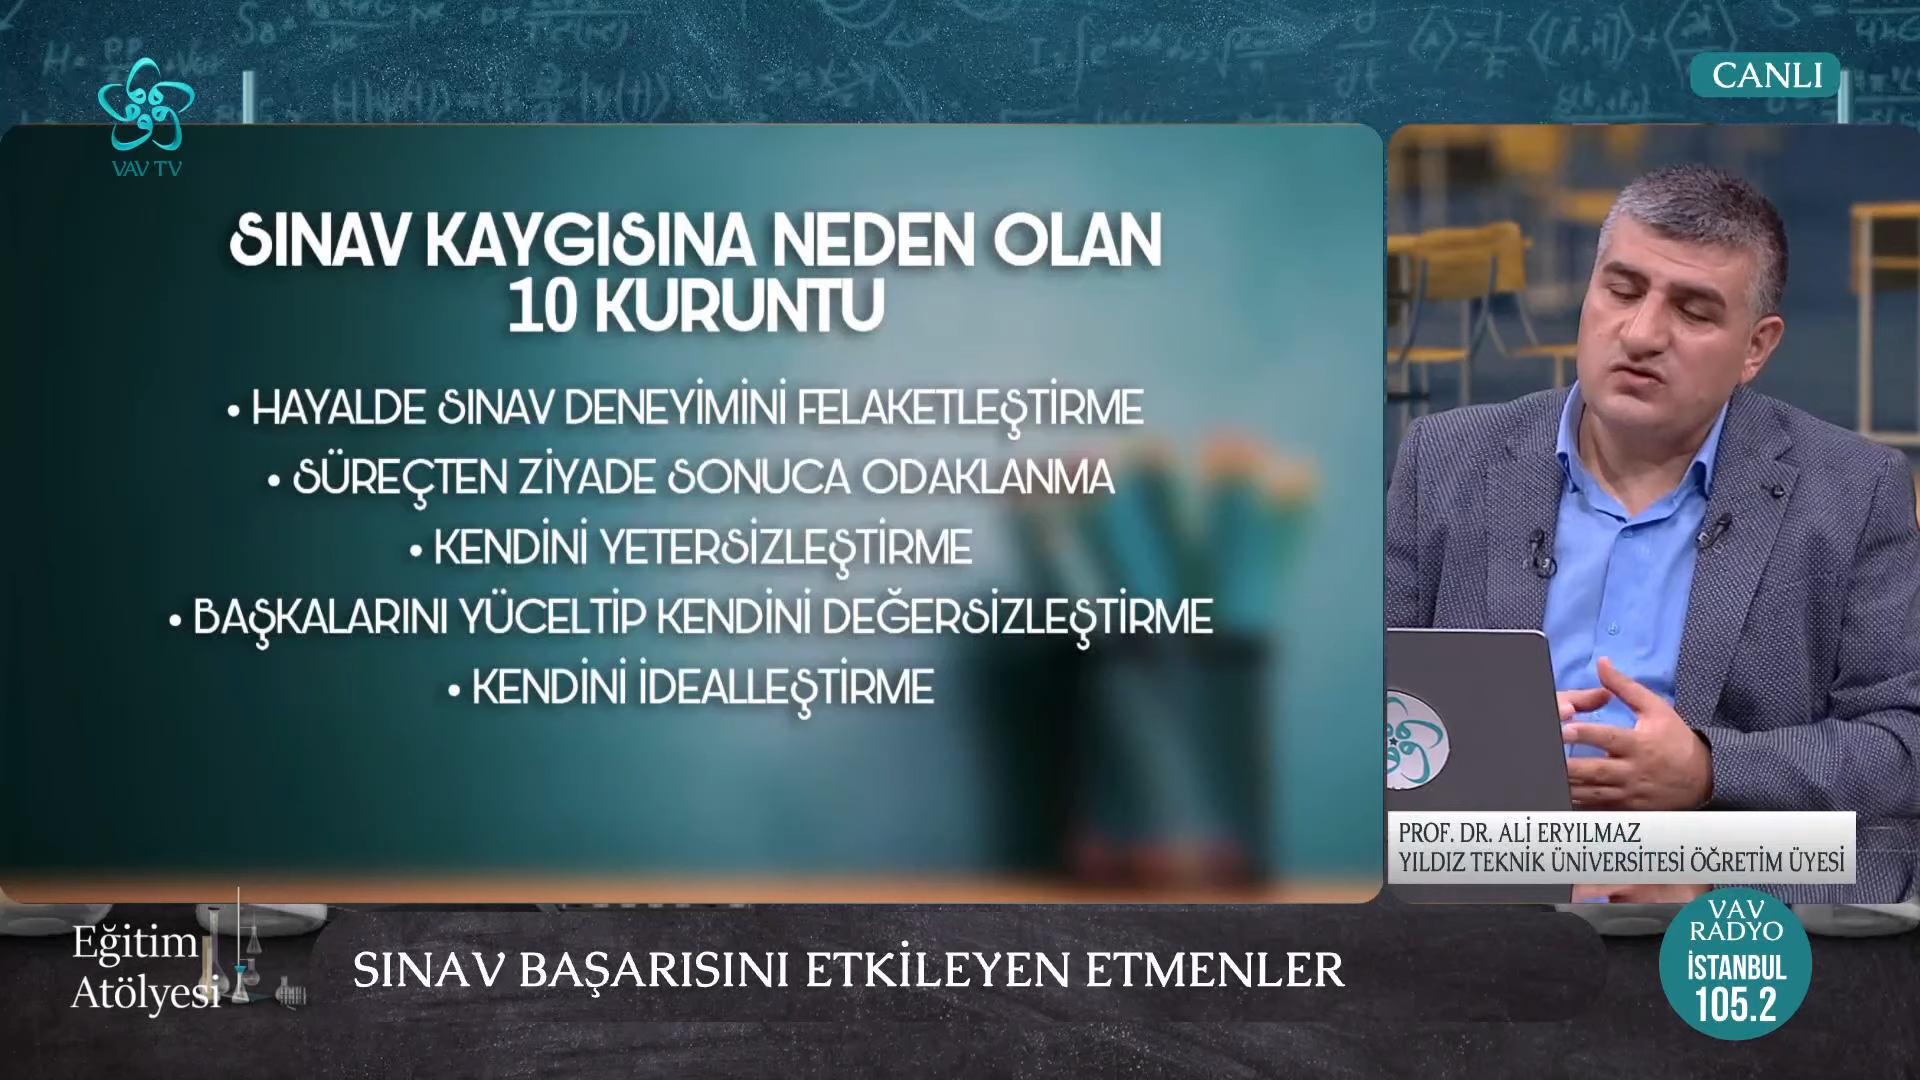 VAV TV
CANLI
SINAV KAYGISINA NEDEN OLAN
10 KURUNTU
• HAYALDE SINAV DENEYİMİNİ FELAKETLEŞTİRME
• SÜREÇTEN ZİYADE SONUCA ODAKLANMA
• KENDİNİ YETERSİZLEŞTİRME
• BAŞKALARINI YÜCELTİP KENDİNİ DEĞERSİZLEŞTİRME
• KENDİNİ İDEALLEŞTİRME
PROF. DR. ALİ ERYILMAZ
YILDIZ TEKNİK ÜNİVERSİTESİ ÖĞRETİM ÜYESİ
Eğitim
Atölyesi
SINAV BAŞARISINI ETKİLEYEN ETMENLER
VAV
RADYO
İSTANBUL
105.2